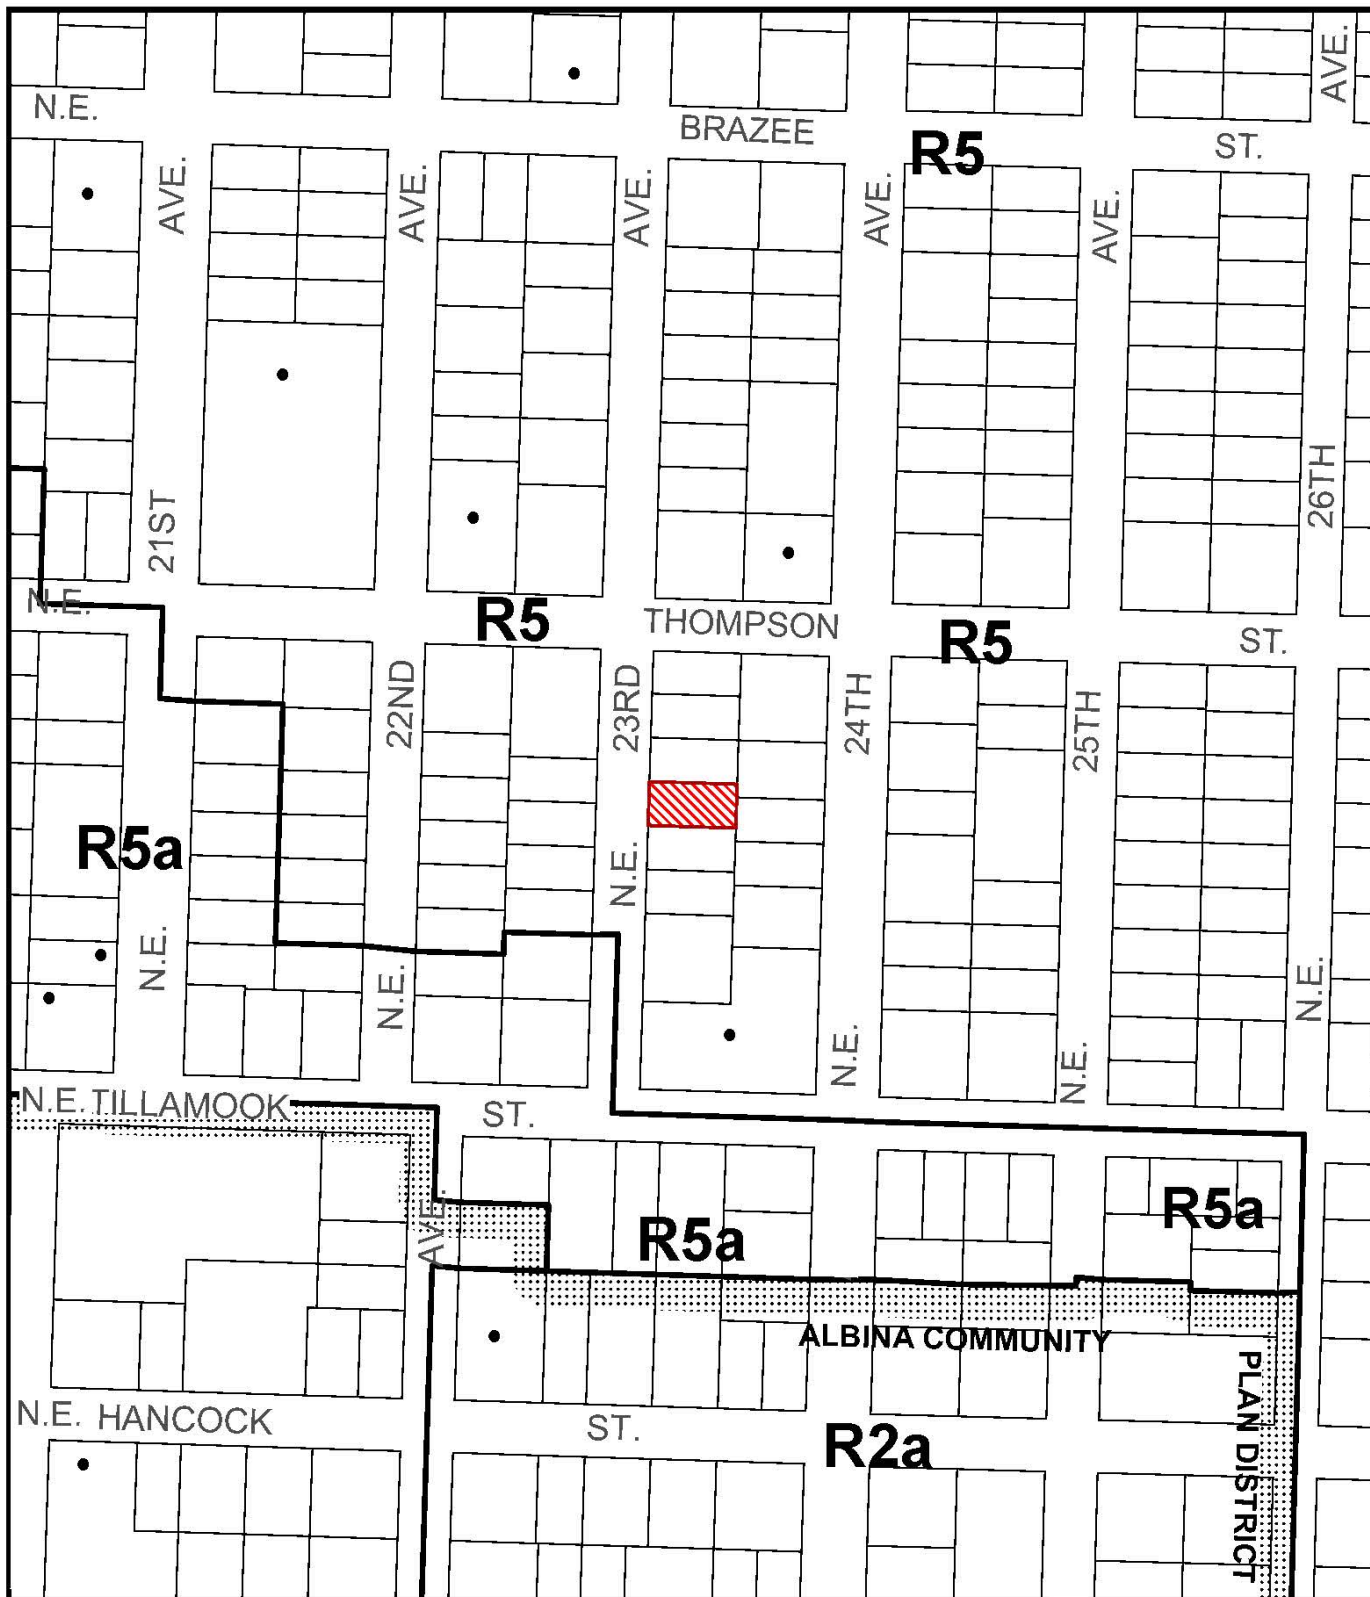 AVE.
N.E.
BRAZEE
ST.
R5
AVE.
AVE.
AVE.
AVE.
AVE.
26TH
21ST
N.E.
R5
THOMPSON
R5
ST.
22ND
23RD
24TH
25TH
R5a
N.E.
N.E.
N.E.
N.E.
N.E.
N.E.
N.E. TILLAMOOK
ST.
AVE.
R5a
R5a
ALBINA COMMUNITY
PLAN DISTRICT
N.E. HANCOCK
ST.
R2a